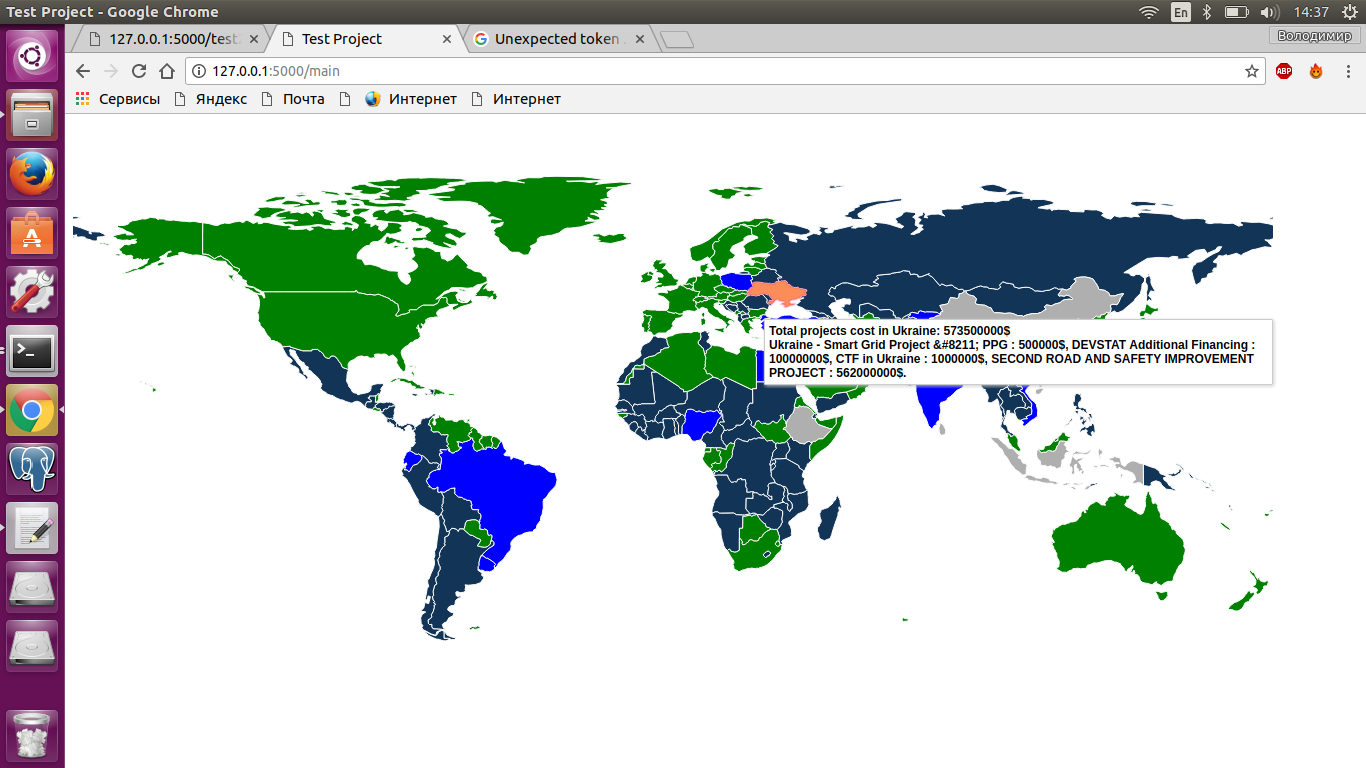 Test Project - Google Chrome
En
14:37
127.0.0.1:5000/test
Test Project
Unexpected token
Володимир
127.0.0.1:5000/main
ABP
Сервисы
Яндекс
Почта
Интернет
Интернет
Total projects cost in Ukraine: 573500000$
Ukraine - Smart Grid Project &#8211; PPG : 500000$, DEVSTAT Additional Financing :
10000000$, CTF in Ukraine : 1000000$, SECOND ROAD AND SAFETY IMPROVEMENT
PROJECT : 562000000$.